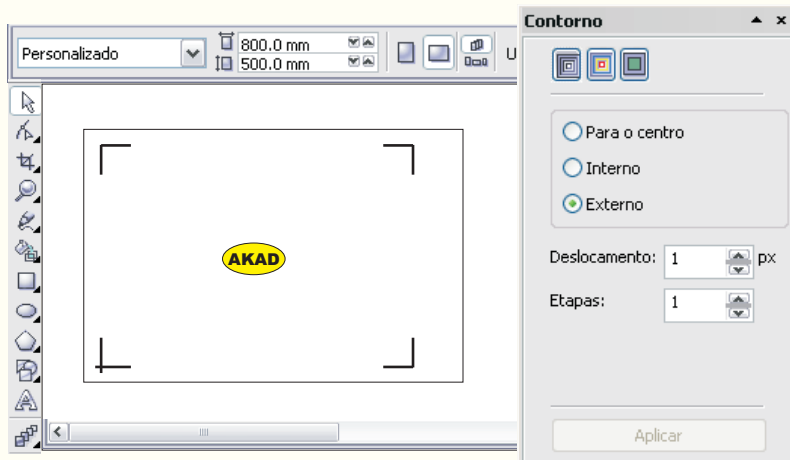 Contorno
Personalizado
800.0 mm
500.0 mm
U
Para o centro
Interno
Externo
AKAD
Deslocamento: 1 px
Etapas: 1
Aplicar